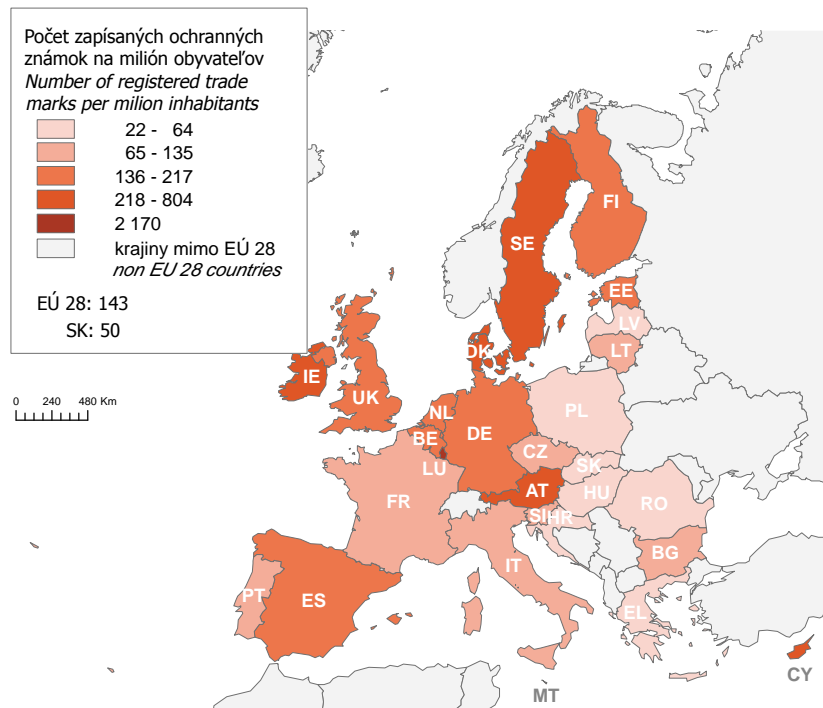 Počet zapísaných ochranných
známok na milión obyvateľov
Number of registered trade
marks per milion inhabitants
22 - 64
65 - 135
136 - 217
218 - 804
2 170
krajiny mimo EÚ 28
non EU 28 countries
EÚ 28: 143
SK: 50
0 120 240 480 Km
FI
SE
EE
LV
DK
LT
IE
UK
NL
PL
BE
DE
CZ
LU
SK
AT
HU
FR
RO
SI
HR
BG
IT
PT
ES
EL
CY
MT